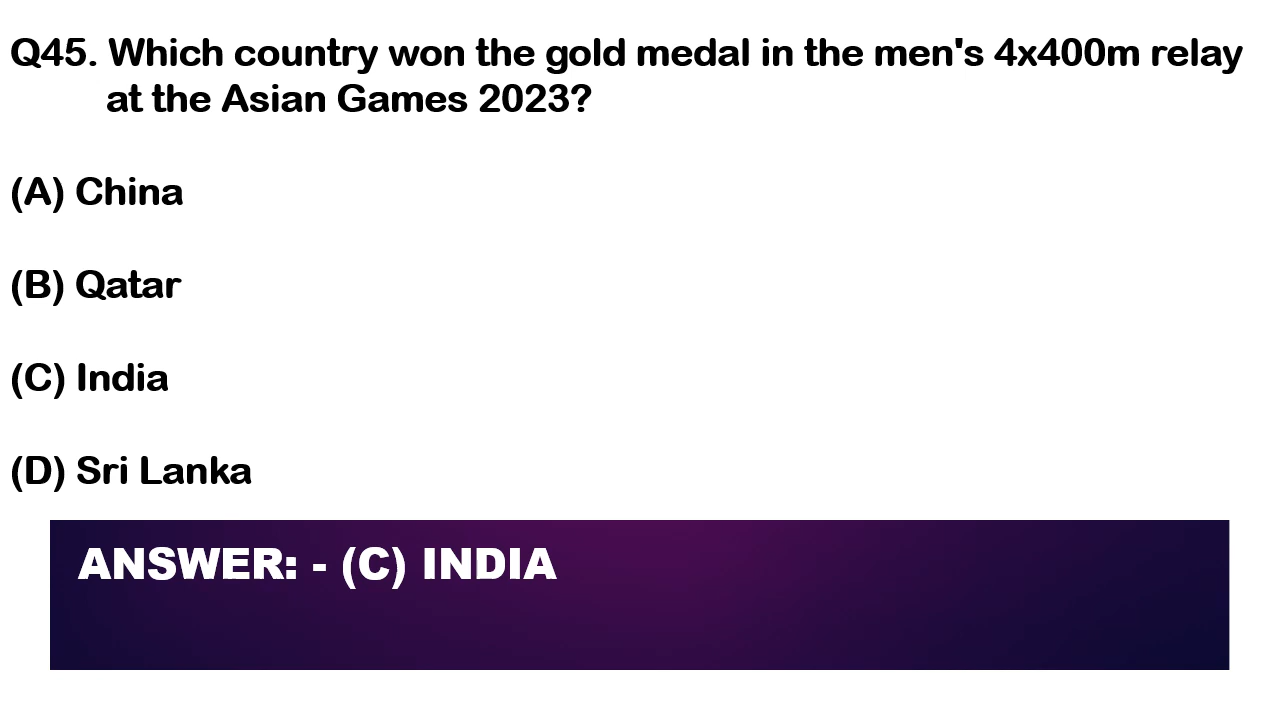 Q45. Which country won the gold medal in the men's 4x400m relay
at the Asian Games 2023?
(A) China
(B) Qatar
(C) India
(D) Sri Lanka
ANSWER: - (C) INDIA